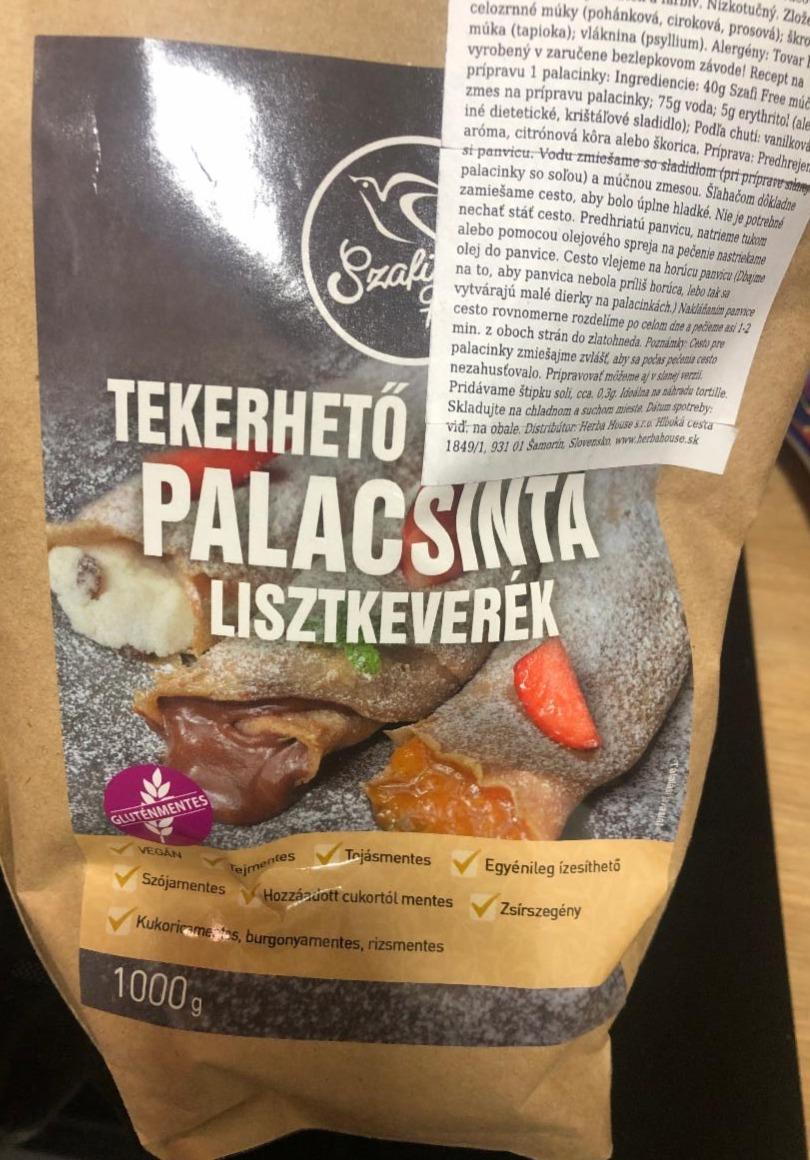 farbív. Nízkotučný. Zlože
celozrnné múky (pohánková, ciroková, prosová); škro
múka (tapioka); vláknina (psyllium). Alergény: Tovar
vyrobený v zaručene bezlepkovom závode! Recept na
prípravu 1 palacinky: Ingrediencie: 40g Szafi Free múč
zmes na prípravu palacinky; 75g voda; 5g erythritol (ale
iné dietetické, krištáľové sladidlo); Podľa chuti: vanilková
aróma, citrónová kôra alebo škorica. Príprava: Predhrejem
si panvicu. Vodu zmiešame so sladidlom (pri príprave
palacinky so soľou) a múčnou zmesou. Šľahačom dôkladne
zamiešame cesto, aby bolo úplne hladké. Nie je potrebné
nechať stáť cesto. Predhriatú panvicu, natrieme tukom
alebo pomocou olejového spreja na pečenie nastriekame
olej do panvice. Cesto vlejeme na horúcu panvicu (Dbajme
na to, aby panvica nebola príliš horúca, lebo tak sa
vytvárajú malé dierky na palacinkách.) Nakláňaním panvice
cesto rovnomerne rozdelíme po celom dne a pečieme asi 1-2
min. z oboch strán do zlatohneda. Poznámky: Cesto pre
palacinky zmiešajme zvlášť, aby sa počas pečenia cesto
nezahusťovalo. Pripravovať môžeme aj v slanej verzii.
Pridávame štipku soli, cca. 0,3g. Ideálna na náhradu tortille.
Skladujte na chladnom a suchom mieste. Dátum spotreby:
viď. na obale. Distribútor: Herba House s.r.o. Hlboká cesta
1849/1, 931 01 Šamorín, Slovensko. www.herbahouse.sk
Szafi
TEKERHETŐ
PALACSINTA
LISZTKEVERÉK
GLUTÉNMENTES
VEGÁN Tejmentes Tojásmentes Egyénileg ízesíthető
Szójamentes Hozzáadott cukortól mentes Zsírszegény
Kukoricamentes, burgonyamentes, rizsmentes
1000 g